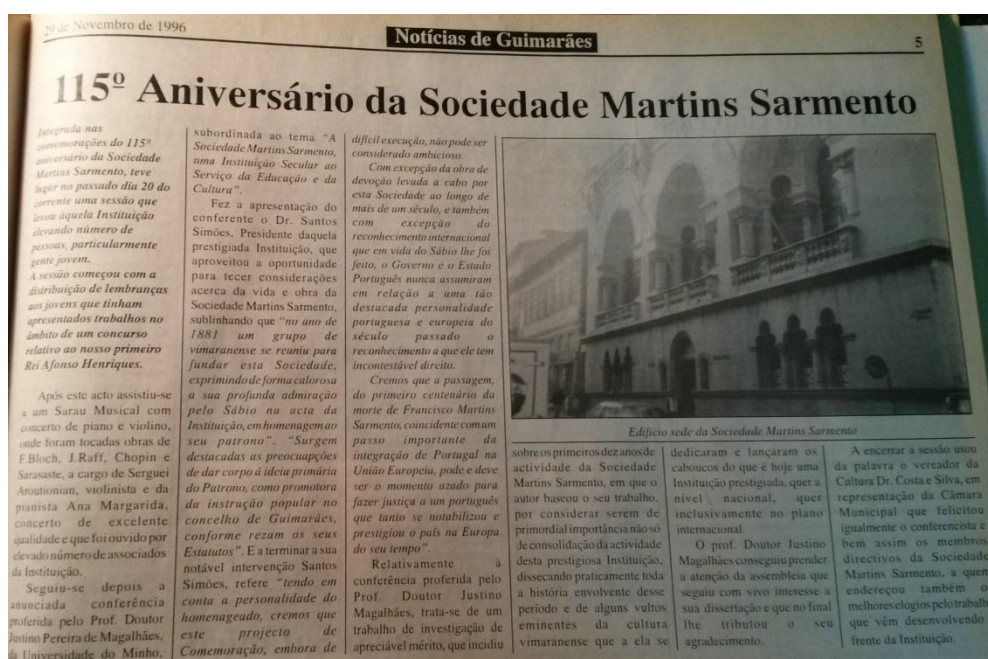 29 de Novembro de 1996
Notícias de Guimarães
5
115º Aniversário da Sociedade Martins Sarmento
Integrada nas
comemorações do 115º
aniversário da Sociedade
Martins Sarmento, teve
lugar no passado dia 20 do
corrente uma sessão que
levou àquela Instituição
elevando número de
pessoas, particularmente
gente jovem.
A sessão começou com a
distribuição de lembranças
aos jovens que tinham
apresentados trabalhos no
âmbito de um concurso
relativo ao nosso primeiro
Rei Afonso Henriques.
Após este acto assistiu-se
a um Sarau Musical com
concerto de piano e violino,
onde foram tocadas obras de
F.Bloch, J.Raff, Chopin e
Sarasaste, a cargo de Serguei
Aroutionian, violinista e da
pianista Ana Margarida,
concerto de excelente
qualidade e que foi ouvido por
elevado número de associados
da Instituição.
Seguiu-se depois a
anunciada conferência
proferida pelo Prof. Doutor
Justino Pereira de Magalhães,
da Universidade do Minho,
subordinada ao tema "A
Sociedade Martins Sarmento,
uma Instituição Secular ao
Serviço da Educação e da
Cultura".
Fez a apresentação do
conferente o Dr. Santos
Simões, Presidente daquela
prestigiada Instituição, que
aproveitou a oportunidade
para tecer considerações
acerca da vida e obra da
Sociedade Martins Sarmento,
sublinhando que "no ano de
1881 um grupo de
vimaranense se reuniu para
fundar esta Sociedade,
exprimindo de forma calorosa
a sua profunda admiração
pelo Sábio na acta da
Instituição, em homenagem ao
seu patrono". "Surgem
destacadas as preocupações
de dar corpo à ideia primária
do Patrono, como promotora
da instrução popular no
concelho de Guimarães,
conforme rezam os seus
Estatutos". E a terminar a sua
notável intervenção Santos
Simões, refere "tendo em
conta a personalidade do
homenageado, cremos que
este projecto de
Comemoração, embora de
difícil execução, não pode ser
considerado ambicioso.
Com excepção da obra de
devoção levada a cabo por
esta Sociedade ao longo de
mais de um século, e também
com excepção do
reconhecimento internacional
que em vida do Sábio lhe foi
feito, o Governo e o Estado
Português nunca assumiram
em relação a uma tão
destacada personalidade
portuguesa e europeia do
século passado o
reconhecimento a que ele tem
incontestável direito.
Cremos que a passagem,
do primeiro centenário da
morte de Francisco Martins
Sarmento, coincidente com um
passo importante da
integração de Portugal na
União Europeia, pode e deve
ser o momento azado para
fazer justiça a um português
que tanto se notabilizou e
prestigiou o país na Europa
do seu tempo".
Relativamente à
conferência proferida pelo
Prof. Doutor Justino
Magalhães, trata-se de um
trabalho de investigação de
apreciável mérito, que incidiu
Edifício sede da Sociedade Martins Sarmento
sobre os primeiros dez anos de
actividade da Sociedade
Martins Sarmento, em que o
autor baseou o seu trabalho,
por considerar serem de
primordial importância não só
de consolidação da actividade
desta prestigiosa Instituição,
dissecando praticamente toda
a história envolvente desse
período e de alguns vultos
eminentes da cultura
vimaranense que a ela se
dedicaram e lançaram os
caboucos do que é hoje uma
Instituição prestigiada, quer a
nível nacional, quer
inclusivamente no plano
internacional.
O prof. Doutor Justino
Magalhães conseguiu prender
a atenção da assembleia que
seguiu com vivo interesse a
sua dissertação e que no final
lhe tributou o seu
agradecimento.
A encerrar a sessão usou
da palavra o vereador da
Cultura Dr. Costa e Silva, em
representação da Câmara
Municipal que felicitou
igualmente o conferencista e
bem assim os membros
directivos da Sociedade
Martins Sarmento, a quem
endereçou também os
melhores elogios pelo trabalho
que vêm desenvolvendo
frente da Instituição.